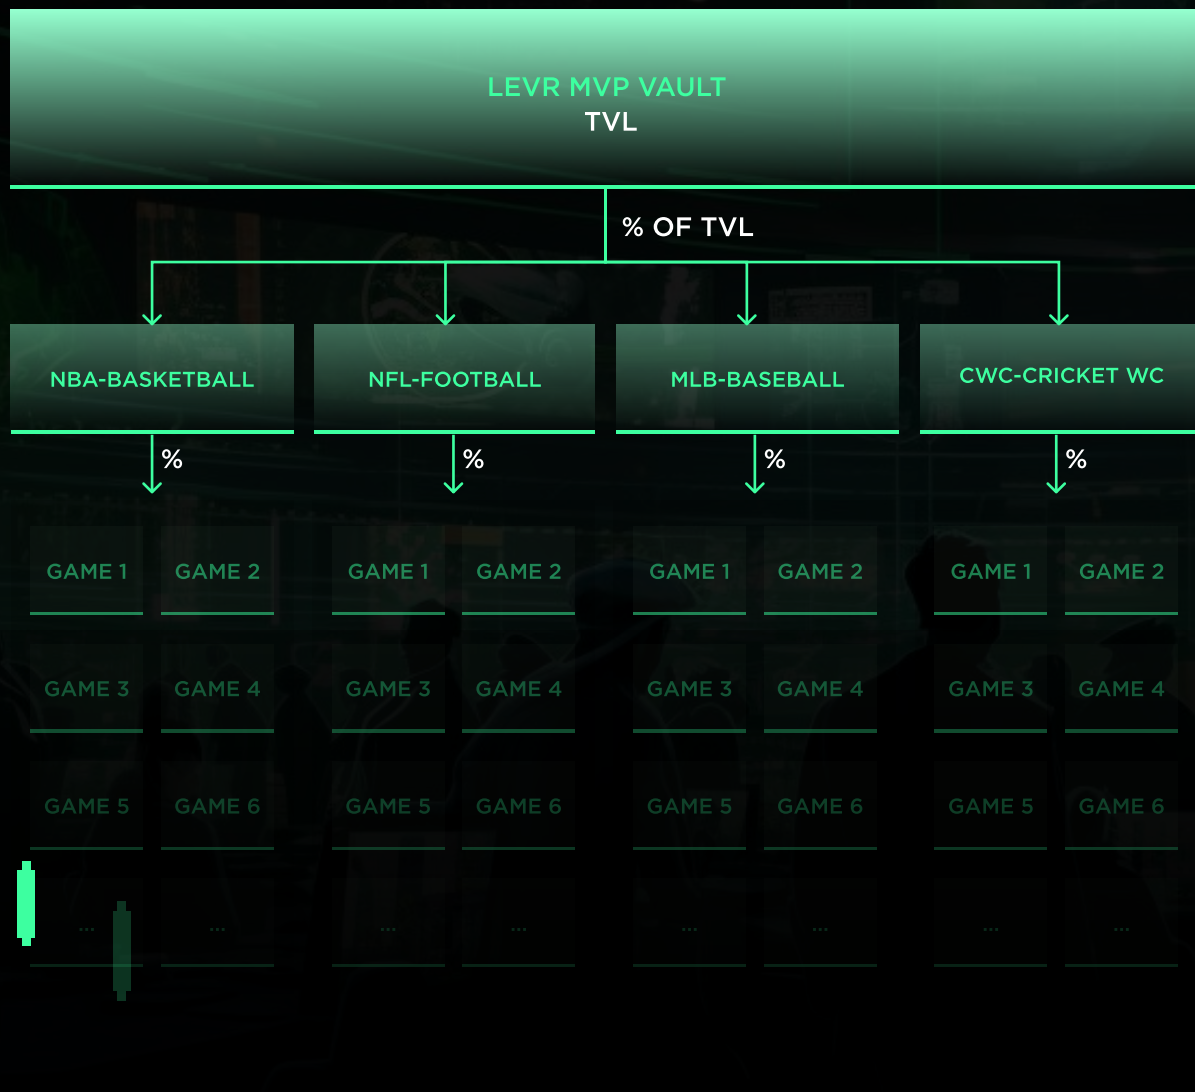 LEVR MVP VAULT
TVL
% OF TVL
NBA-BASKETBALL
NFL-FOOTBALL
MLB-BASEBALL
CWC-CRICKET WC
%
%
%
%
GAME 1
GAME 2
GAME 1
GAME 2
GAME 1
GAME 2
GAME 1
GAME 2
GAME 3
GAME 4
GAME 3
GAME 4
GAME 3
GAME 4
GAME 3
GAME 4
GAME 5
GAME 6
GAME 5
GAME 6
GAME 5
GAME 6
GAME 5
GAME 6
...
...
...
...
...
...
...
...